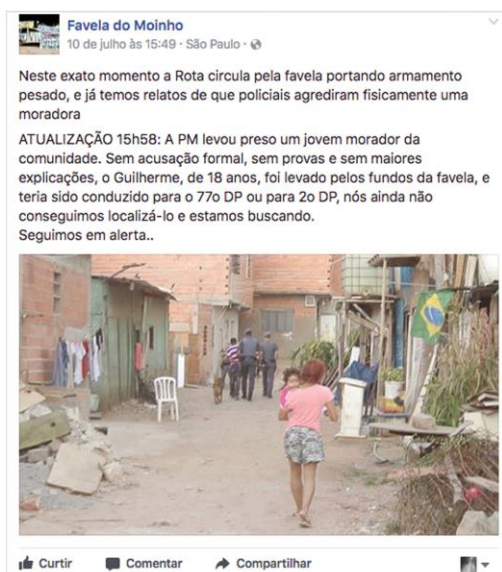 Favela do Moinho
10 de julho às 15:49 · São Paulo ·
Neste exato momento a Rota circula pela favela portando armamento
pesado, e já temos relatos de que policiais agrediram fisicamente uma
moradora
ATUALIZAÇÃO 15h58: A PM levou preso um jovem morador da
comunidade. Sem acusação formal, sem provas e sem maiores
explicações, o Guilherme, de 18 anos, foi levado pelos fundos da favela, e
teria sido conduzido para o 77o DP ou para 2o DP, nós ainda não
conseguimos localizá-lo e estamos buscando.
Seguimos em alerta..
Curtir Comentar Compartilhar